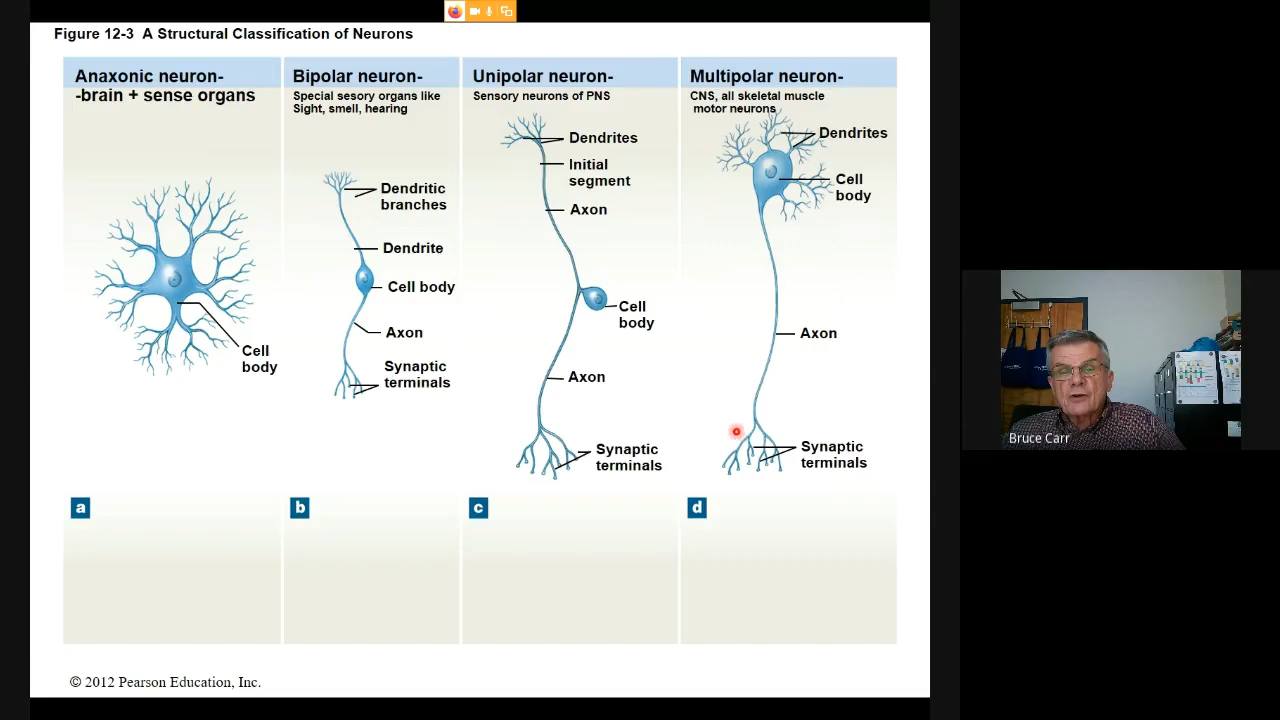 Figure 12-3 A Structural Classification of Neurons
Anaxonic neuron-
-brain + sense organs
Cell
body
a
Bipolar neuron-
Special sesory organs like
Sight, smell, hearing
Dendritic
branches
Dendrite
Cell body
Axon
Synaptic
terminals
b
Unipolar neuron-
Sensory neurons of PNS
Dendrites
Initial
segment
Axon
Cell
body
Axon
Synaptic
terminals
c
Multipolar neuron-
CNS, all skeletal muscle
motor neurons
Dendrites
Cell
body
Axon
Synaptic
terminals
d
© 2012 Pearson Education, Inc.
Bruce Carr